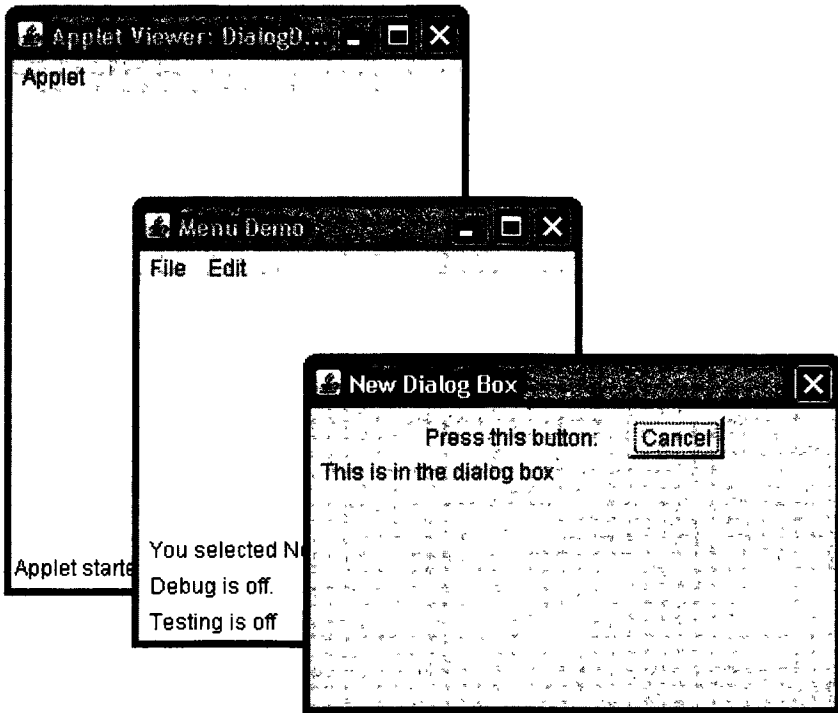 Applet Viewer: DialogD...
Applet
Menu Demo
File Edit
New Dialog Box
Press this button: Cancel
This is in the dialog box
You selected N
Applet starte
Debug is off.
Testing is off